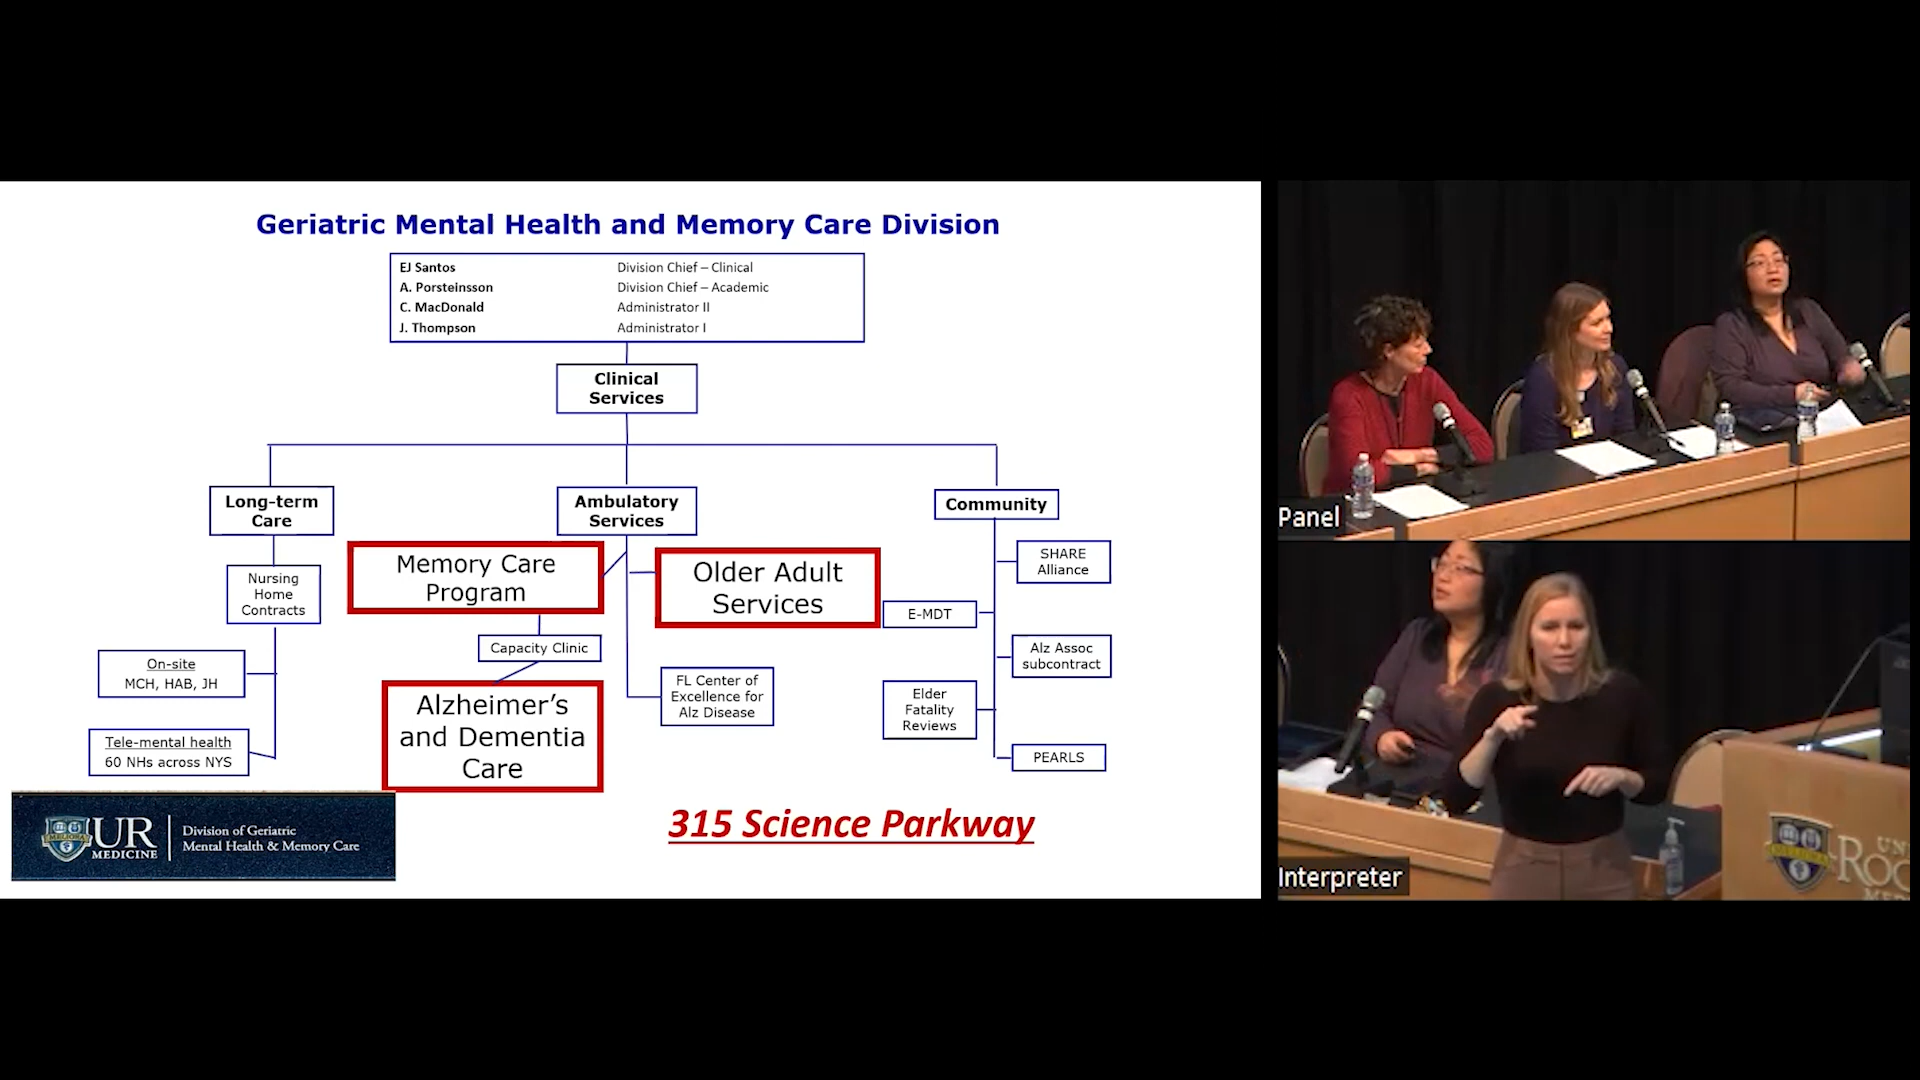 Geriatric Mental Health and Memory Care Division
EJ Santos Division Chief – Clinical
A. Porsteinsson Division Chief – Academic
C. MacDonald Administrator II
J. Thompson Administrator I
Clinical
Services
Long-term
Care
Ambulatory
Services
Community
Nursing
Home
Contracts
On-site
MCH, HAB, JH
Tele-mental health
60 NHs across NYS
Memory Care
Program
Capacity Clinic
Alzheimer’s
and Dementia
Care
Older Adult
Services
FL Center of
Excellence for
Alz Disease
SHARE
Alliance
E-MDT
Alz Assoc
subcontract
Elder
Fatality
Reviews
PEARLS
315 Science Parkway
MELIORA
UR
MEDICINE
Division of Geriatric
Mental Health & Memory Care
Panel
Interpreter
UN
ROC
MED